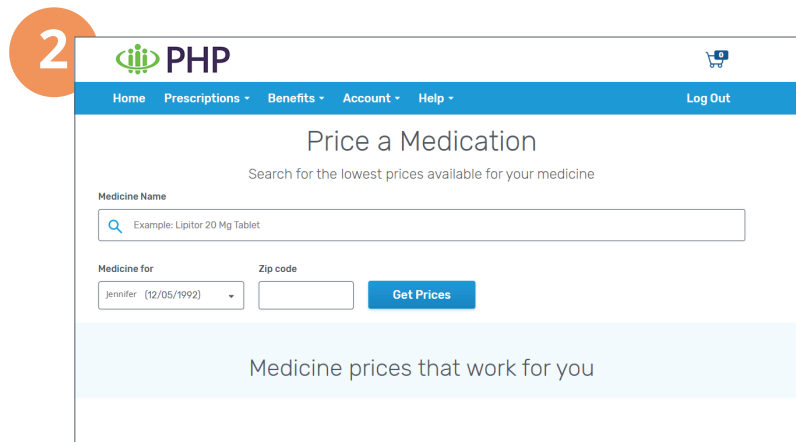 2
PHP
0
Home Prescriptions Benefits Account Help Log Out
Price a Medication
Search for the lowest prices available for your medicine
Medicine Name
Example: Lipitor 20 Mg Tablet
Medicine for Zip code
jennifer (12/05/1992) Get Prices
Medicine prices that work for you